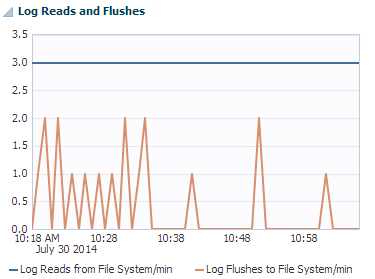 Log Reads and Flushes
3.5
3.0
2.5
2.0
1.5
1.0
0.5
0.0
10:18 AM 10:28 10:38 10:48 10:58
July 30 2014
Log Reads from File System/min Log Flushes to File System/min